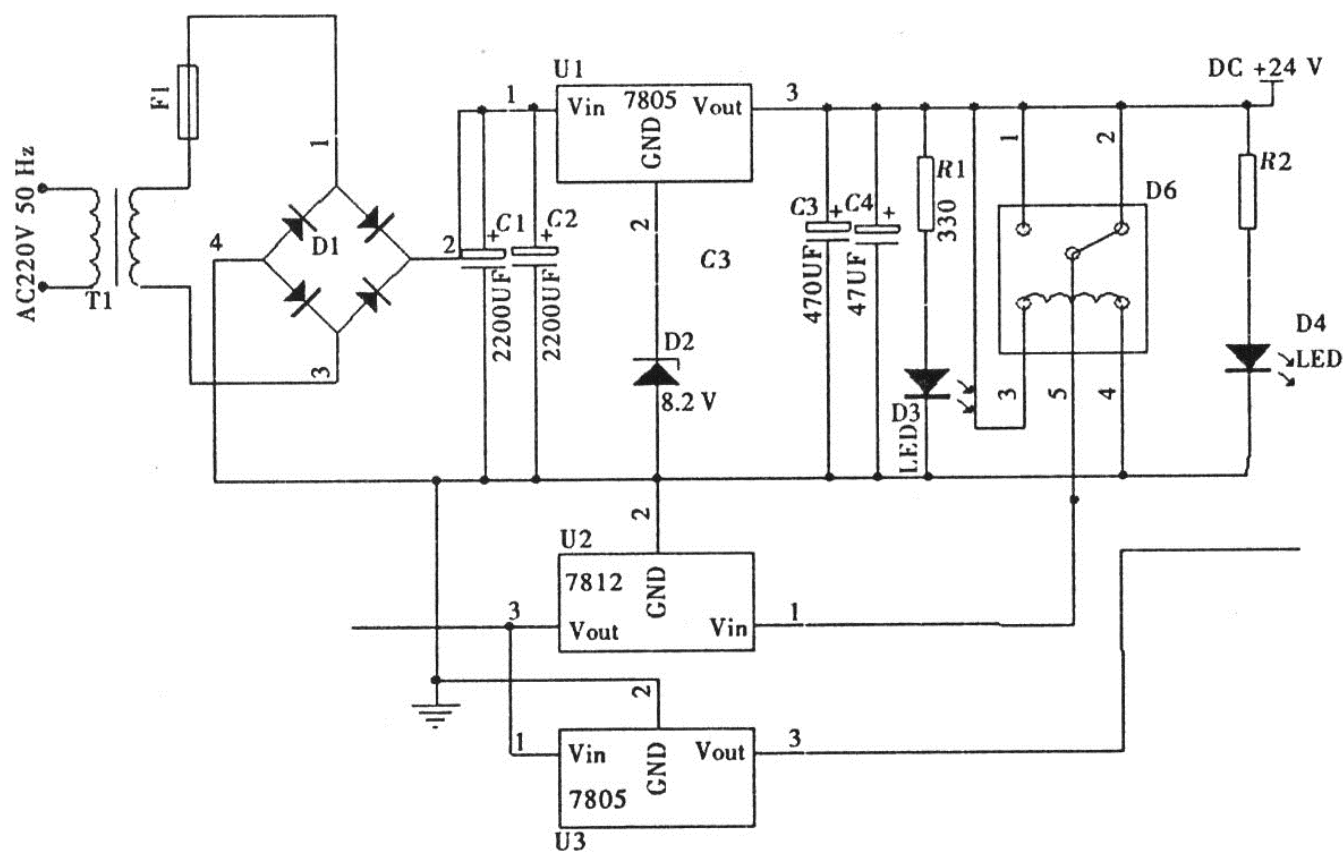 AC220V 50 Hz
T1
F1
1
4
D1
2
3
1
U1
Vin
7805
Vout
GND
3
C1
2200UF
C2
2200UF
2
C3
D2
8.2 V
C3
470UF
C4
47UF
R1
330
D3
LED3
DC +24 V
1
2
D6
3
5
4
R2
D4
LED
2
U2
7812
GND
Vout
Vin
3
1
2
1
Vin
GND
Vout
3
7805
U3
+
+
+
+